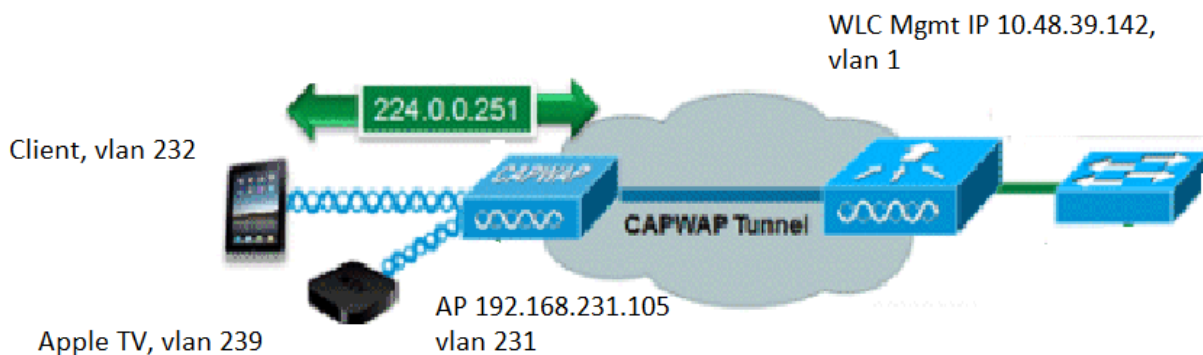 WLC Mgmt IP 10.48.39.142,
vlan 1
224.0.0.251
Client, vlan 232
CAPWAP
CAPWAP Tunnel
AP 192.168.231.105
vlan 231
Apple TV, vlan 239